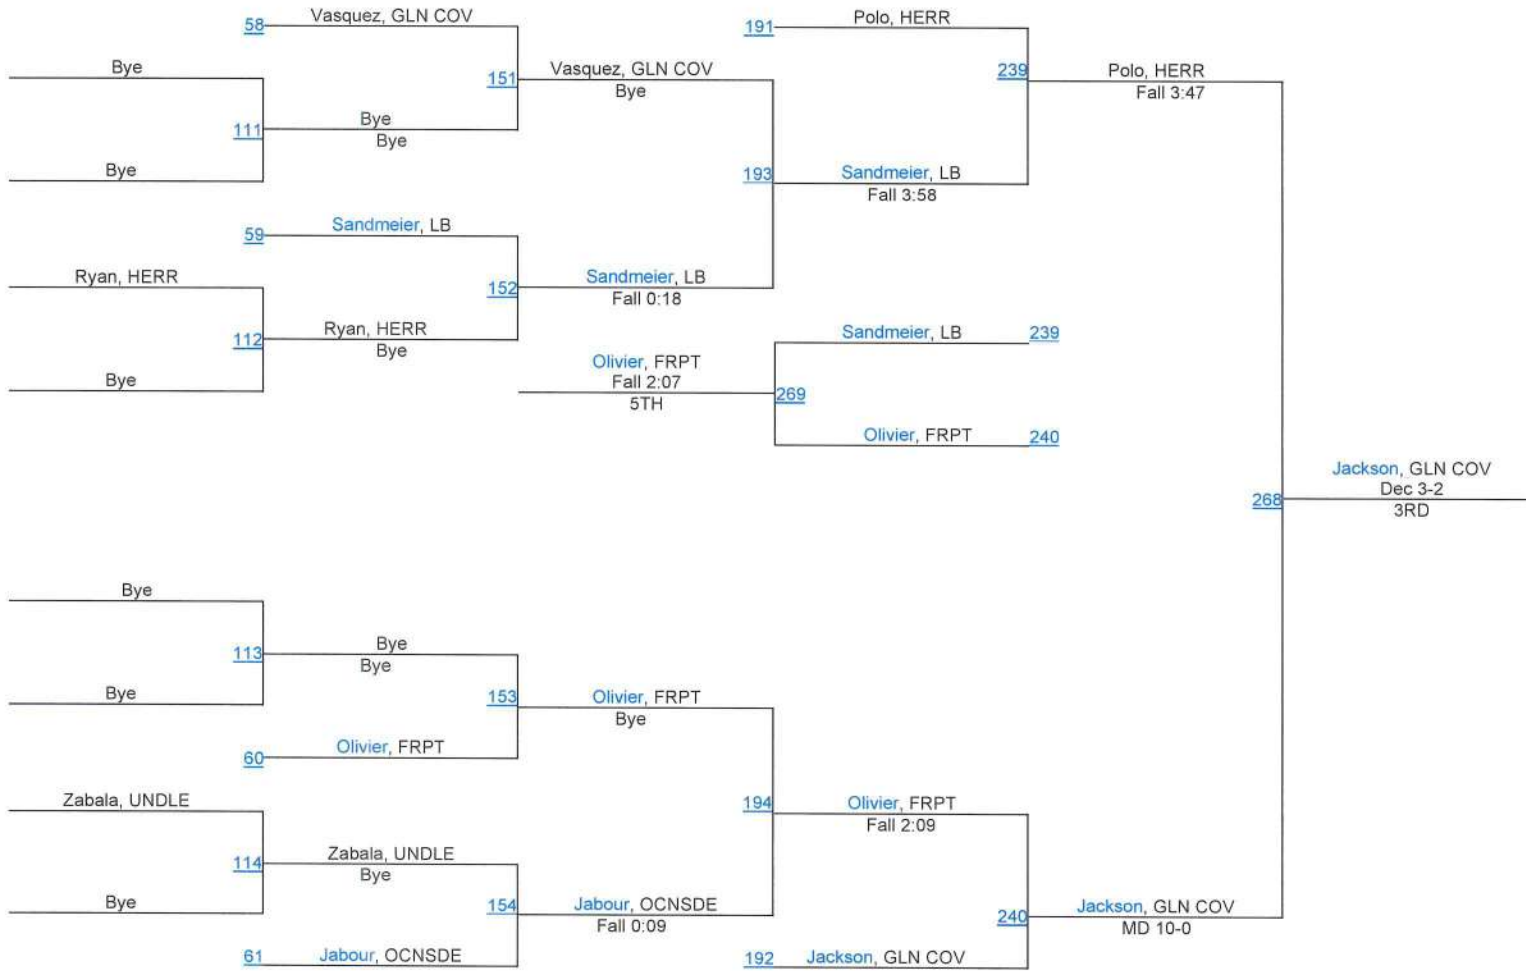 Vasquez, GLN COV
58
Polo, HERR
191
Bye
151
Vasquez, GLN COV
Bye
239
Polo, HERR
Fall 3:47
111
Bye
Bye
Bye
193
Sandmeier, LB
Fall 3:58
59
Sandmeier, LB
Ryan, HERR
152
Sandmeier, LB
Fall 0:18
112
Ryan, HERR
Bye
Sandmeier, LB
239
Bye
Olivier, FRPT
Fall 2:07
5TH
269
Olivier, FRPT
240
Jackson, GLN COV
Dec 3-2
3RD
268
Bye
113
Bye
Bye
Bye
153
Olivier, FRPT
Bye
60
Olivier, FRPT
Zabala, UNDLE
194
Olivier, FRPT
Fall 2:09
114
Zabala, UNDLE
Bye
Bye
154
Jabour, OCNSDE
Fall 0:09
240
Jackson, GLN COV
MD 10-0
61
Jabour, OCNSDE
192
Jackson, GLN COV